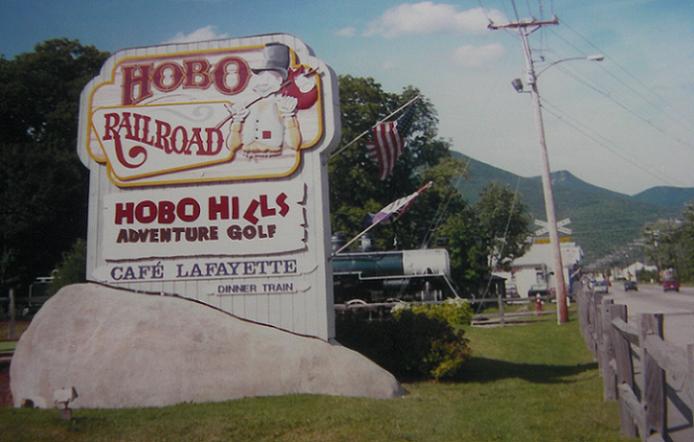 HOBO
RAILROAD
HOBO HILLS
ADVENTURE GOLF
CAFÉ LAFAYETTE
DINNER TRAIN